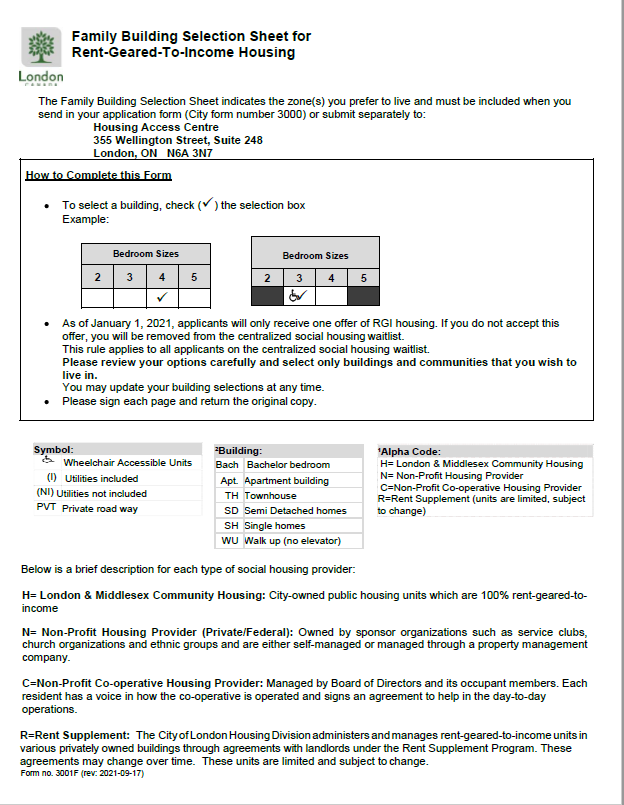 London
CANADA
Family Building Selection Sheet for
Rent-Geared-To-Income Housing
The Family Building Selection Sheet indicates the zone(s) you prefer to live and must be included when you
send in your application form (City form number 3000) or submit separately to:
Housing Access Centre
355 Wellington Street, Suite 248
London, ON N6A 3N7
How to Complete this Form
• To select a building, check (✓) the selection box
Example:
Bedroom Sizes
2 3 4 5
✓
Bedroom Sizes
2 3 4 5
♿✓
• As of January 1, 2021, applicants will only receive one offer of RGI housing. If you do not accept this
offer, you will be removed from the centralized social housing waitlist.
This rule applies to all applicants on the centralized social housing waitlist.
Please review your options carefully and select only buildings and communities that you wish to
live in.
You may update your building selections at any time.
• Please sign each page and return the original copy.
Symbol:
♿ Wheelchair Accessible Units
(I) Utilities included
(NI) Utilities not included
PVT Private road way
²Building:
Bach Bachelor bedroom
Apt. Apartment building
TH Townhouse
SD Semi Detached homes
SH Single homes
WU Walk up (no elevator)
¹Alpha Code:
H= London & Middlesex Community Housing
N= Non-Profit Housing Provider
C=Non-Profit Co-operative Housing Provider
R=Rent Supplement (units are limited, subject
to change)
Below is a brief description for each type of social housing provider:
H= London & Middlesex Community Housing: City-owned public housing units which are 100% rent-geared-to-
income
N= Non-Profit Housing Provider (Private/Federal): Owned by sponsor organizations such as service clubs,
church organizations and ethnic groups and are either self-managed or managed through a property management
company.
C=Non-Profit Co-operative Housing Provider: Managed by Board of Directors and its occupant members. Each
resident has a voice in how the co-operative is operated and signs an agreement to help in the day-to-day
operations.
R=Rent Supplement: The City of London Housing Division administers and manages rent-geared-to-income units in
various privately owned buildings through agreements with landlords under the Rent Supplement Program. These
agreements may change over time. These units are limited and subject to change.
Form no. 3001F (rev: 2021-09-17)